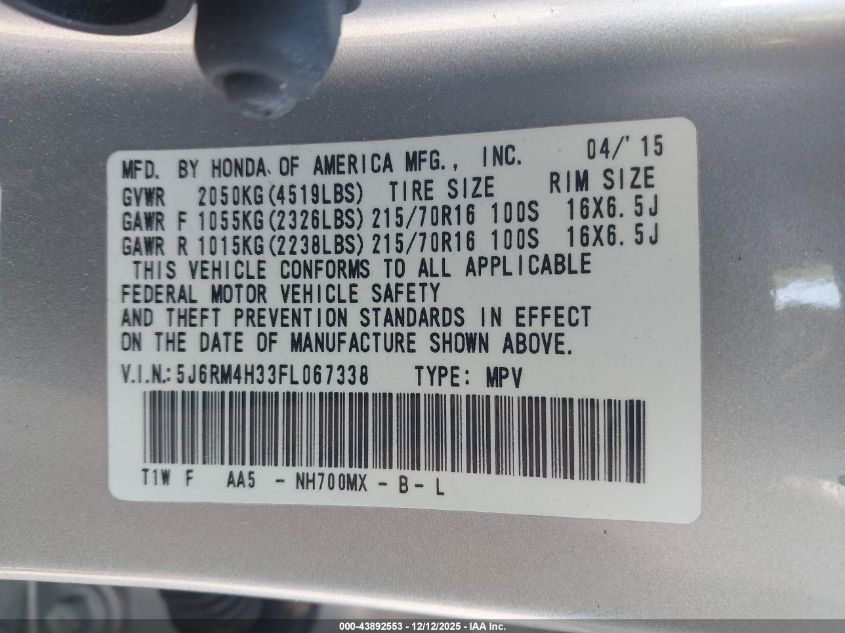 MFD. BY HONDA OF AMERICA MFG., INC. 04/'15
GVWR 2050KG(4519LBS) TIRE SIZE RIM SIZE
GAWR F 1055KG(2326LBS) 215/70R16 100S 16X6.5J
GAWR R 1015KG(2238LBS) 215/70R16 100S 16X6.5J
THIS VEHICLE CONFORMS TO ALL APPLICABLE
FEDERAL MOTOR VEHICLE SAFETY
AND THEFT PREVENTION STANDARDS IN EFFECT
ON THE DATE OF MANUFACTURE SHOWN ABOVE.
V.I.N.: 5J6RM4H33FL067338 TYPE: MPV
T1W F AA5 - NH700MX - B - L
000-43892553 - 12/12/2025 - IAA Inc.